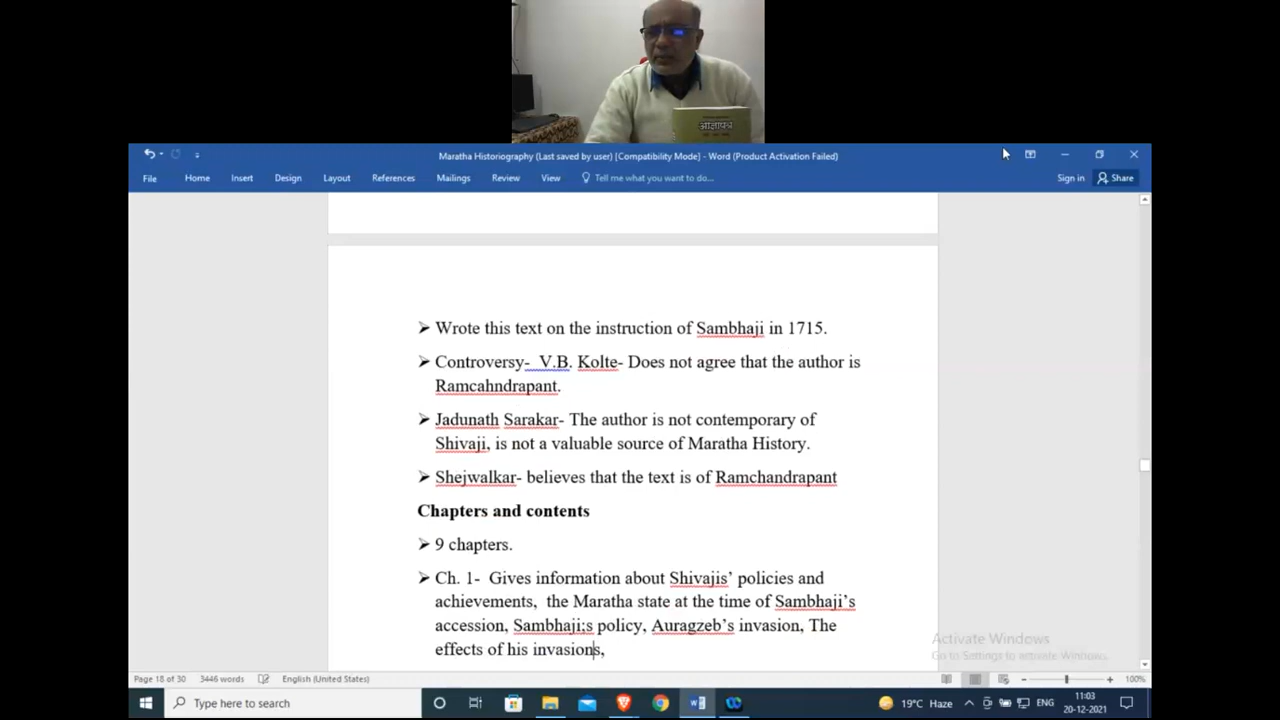 आज्ञापत्र
Maratha Historiography (Last saved by user) [Compatibility Mode] - Word (Product Activation Failed)
File Home Insert Design Layout References Mailings Review View Tell me what you want to do... Sign in Share
➢ Wrote this text on the instruction of Sambhaji in 1715.
➢ Controversy- V.B. Kolte- Does not agree that the author is
Ramcahndrapant.
➢ Jadunath Sarakar- The author is not contemporary of
Shivaji, is not a valuable source of Maratha History.
➢ Shejwalkar- believes that the text is of Ramchandrapant
Chapters and contents
➢ 9 chapters.
➢ Ch. 1- Gives information about Shivajis’ policies and
achievements, the Maratha state at the time of Sambhaji’s
accession, Sambhaji;s policy, Auragzeb’s invasion, The
effects of his invasions,
Activate Windows
Go to Settings to activate Windows.
Page 18 of 30 3446 words English (United States) 100%
Type here to search 19°C Haze ENG 11:03
20-12-2021